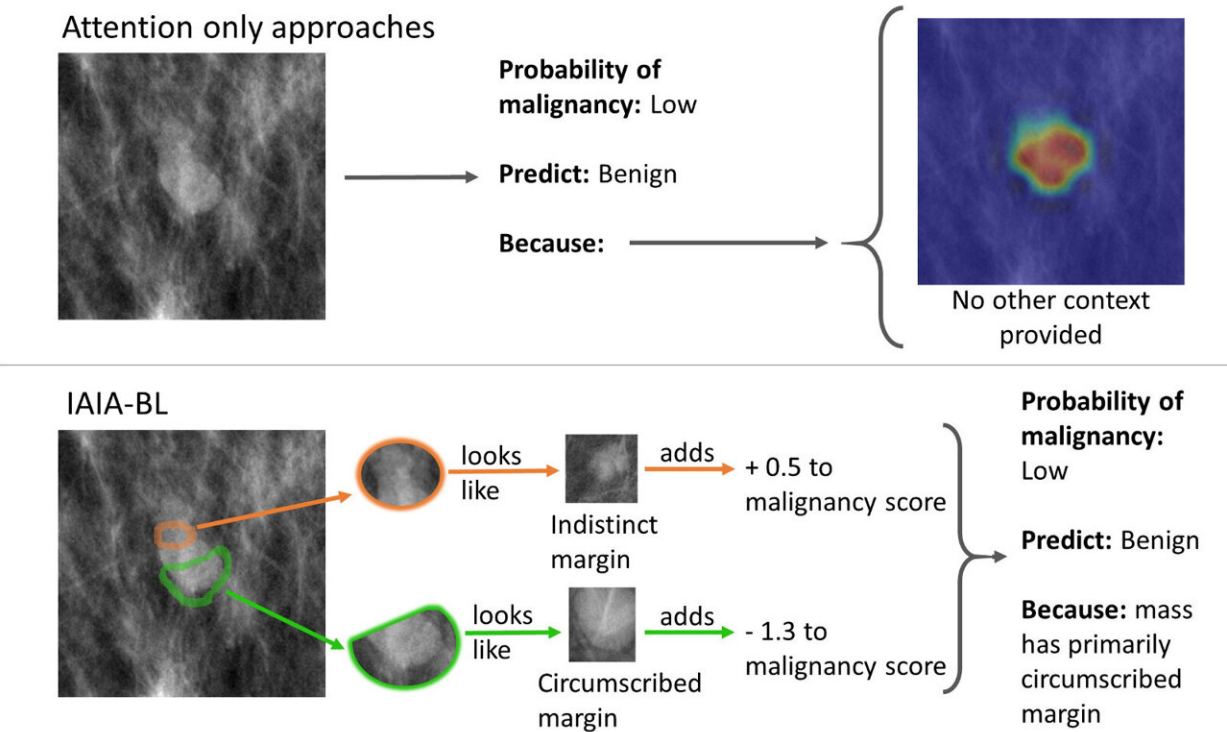 Attention only approaches
Probability of
malignancy: Low
Predict: Benign
Because:
No other context
provided
IAIA-BL
looks
like
Indistinct
margin
adds
+ 0.5 to
malignancy score
looks
like
Circumscribed
margin
adds
- 1.3 to
malignancy score
Probability of
malignancy:
Low
Predict: Benign
Because: mass
has primarily
circumscribed
margin